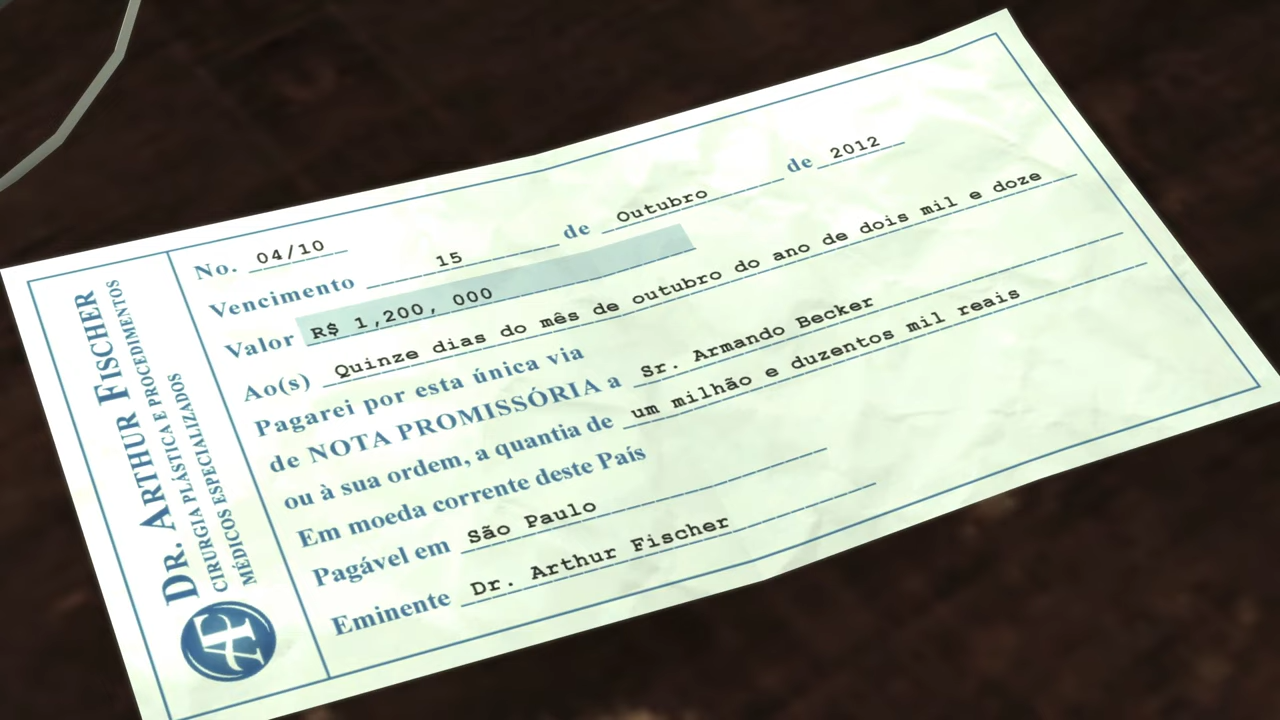 DR. ARTHUR FISCHER
CIRURGIA PLÁSTICA E PROCEDIMENTOS
MÉDICOS ESPECIALIZADOS
AF
No. 04/10
Vencimento 15 de Outubro de 2012
Valor R$ 1,200, 000
Ao(s) Quinze dias do mês de outubro do ano de dois mil e doze
Pagarei por esta única via
de NOTA PROMISSÓRIA a Sr. Armando Becker
ou à sua ordem, a quantia de um milhão e duzentos mil reais
Em moeda corrente deste País
Pagável em São Paulo
Eminente Dr. Arthur Fischer